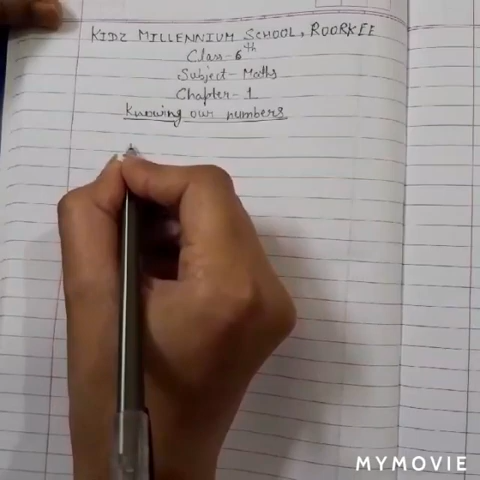 KIDZ MILLENNIUM SCHOOL, ROORKEE
Class-6th
Subject-Maths
Chapter-1
Knowing our numbers
MYMOVIE